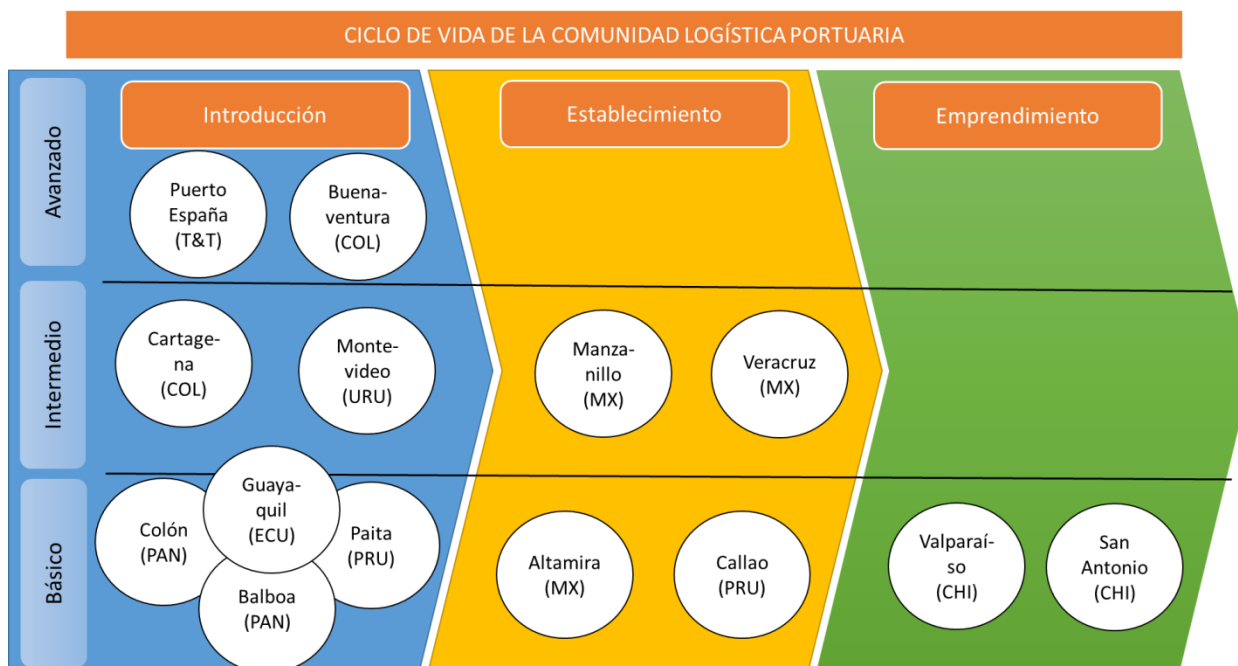 CICLO DE VIDA DE LA COMUNIDAD LOGÍSTICA PORTUARIA
Introducción
Establecimiento
Emprendimiento
Avanzado
Puerto
España
(T&T)
Buena-
ventura
(COL)
Intermedio
Cartage-
na
(COL)
Monte-
video
(URU)
Manza-
nillo
(MX)
Veracruz
(MX)
Básico
Colón
(PAN)
Guaya-
quil
(ECU)
Paita
(PRU)
Balboa
(PAN)
Altamira
(MX)
Callao
(PRU)
Valparaí-
so
(CHI)
San
Antonio
(CHI)